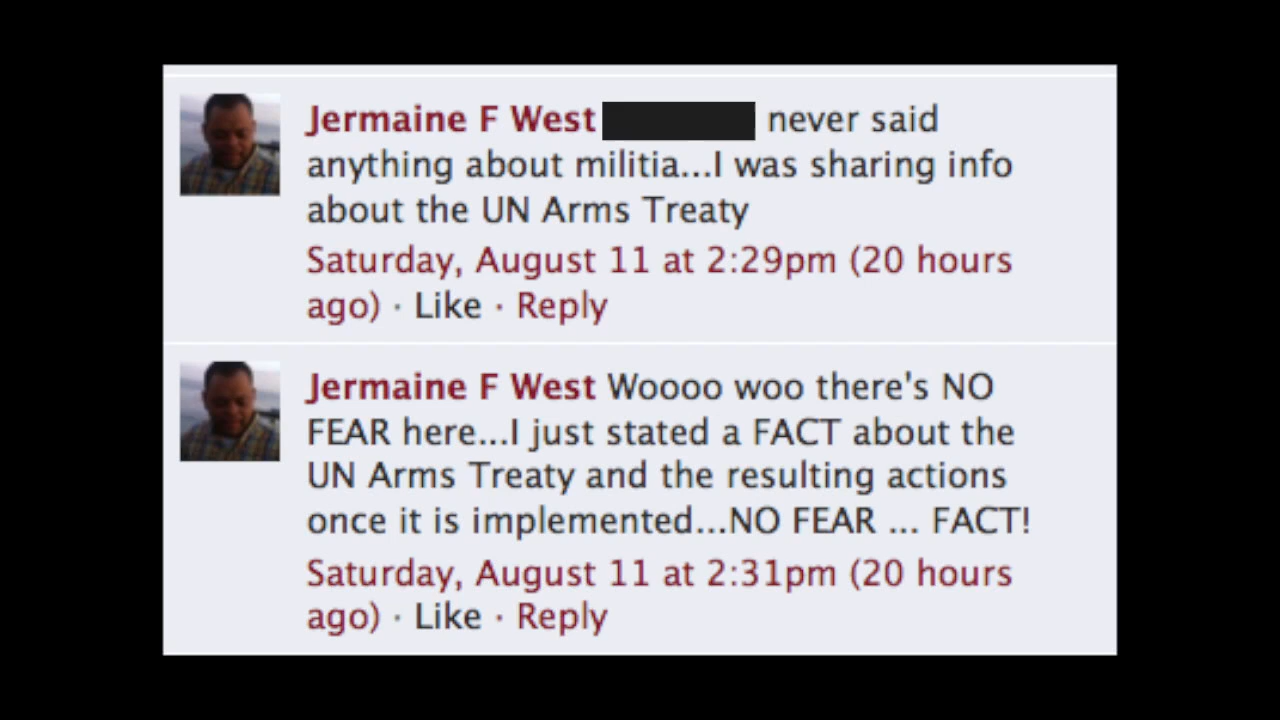 Jermaine F West never said
anything about militia...I was sharing info
about the UN Arms Treaty
Saturday, August 11 at 2:29pm (20 hours
ago) · Like · Reply
Jermaine F West Woooo woo there's NO
FEAR here...I just stated a FACT about the
UN Arms Treaty and the resulting actions
once it is implemented...NO FEAR ... FACT!
Saturday, August 11 at 2:31pm (20 hours
ago) · Like · Reply